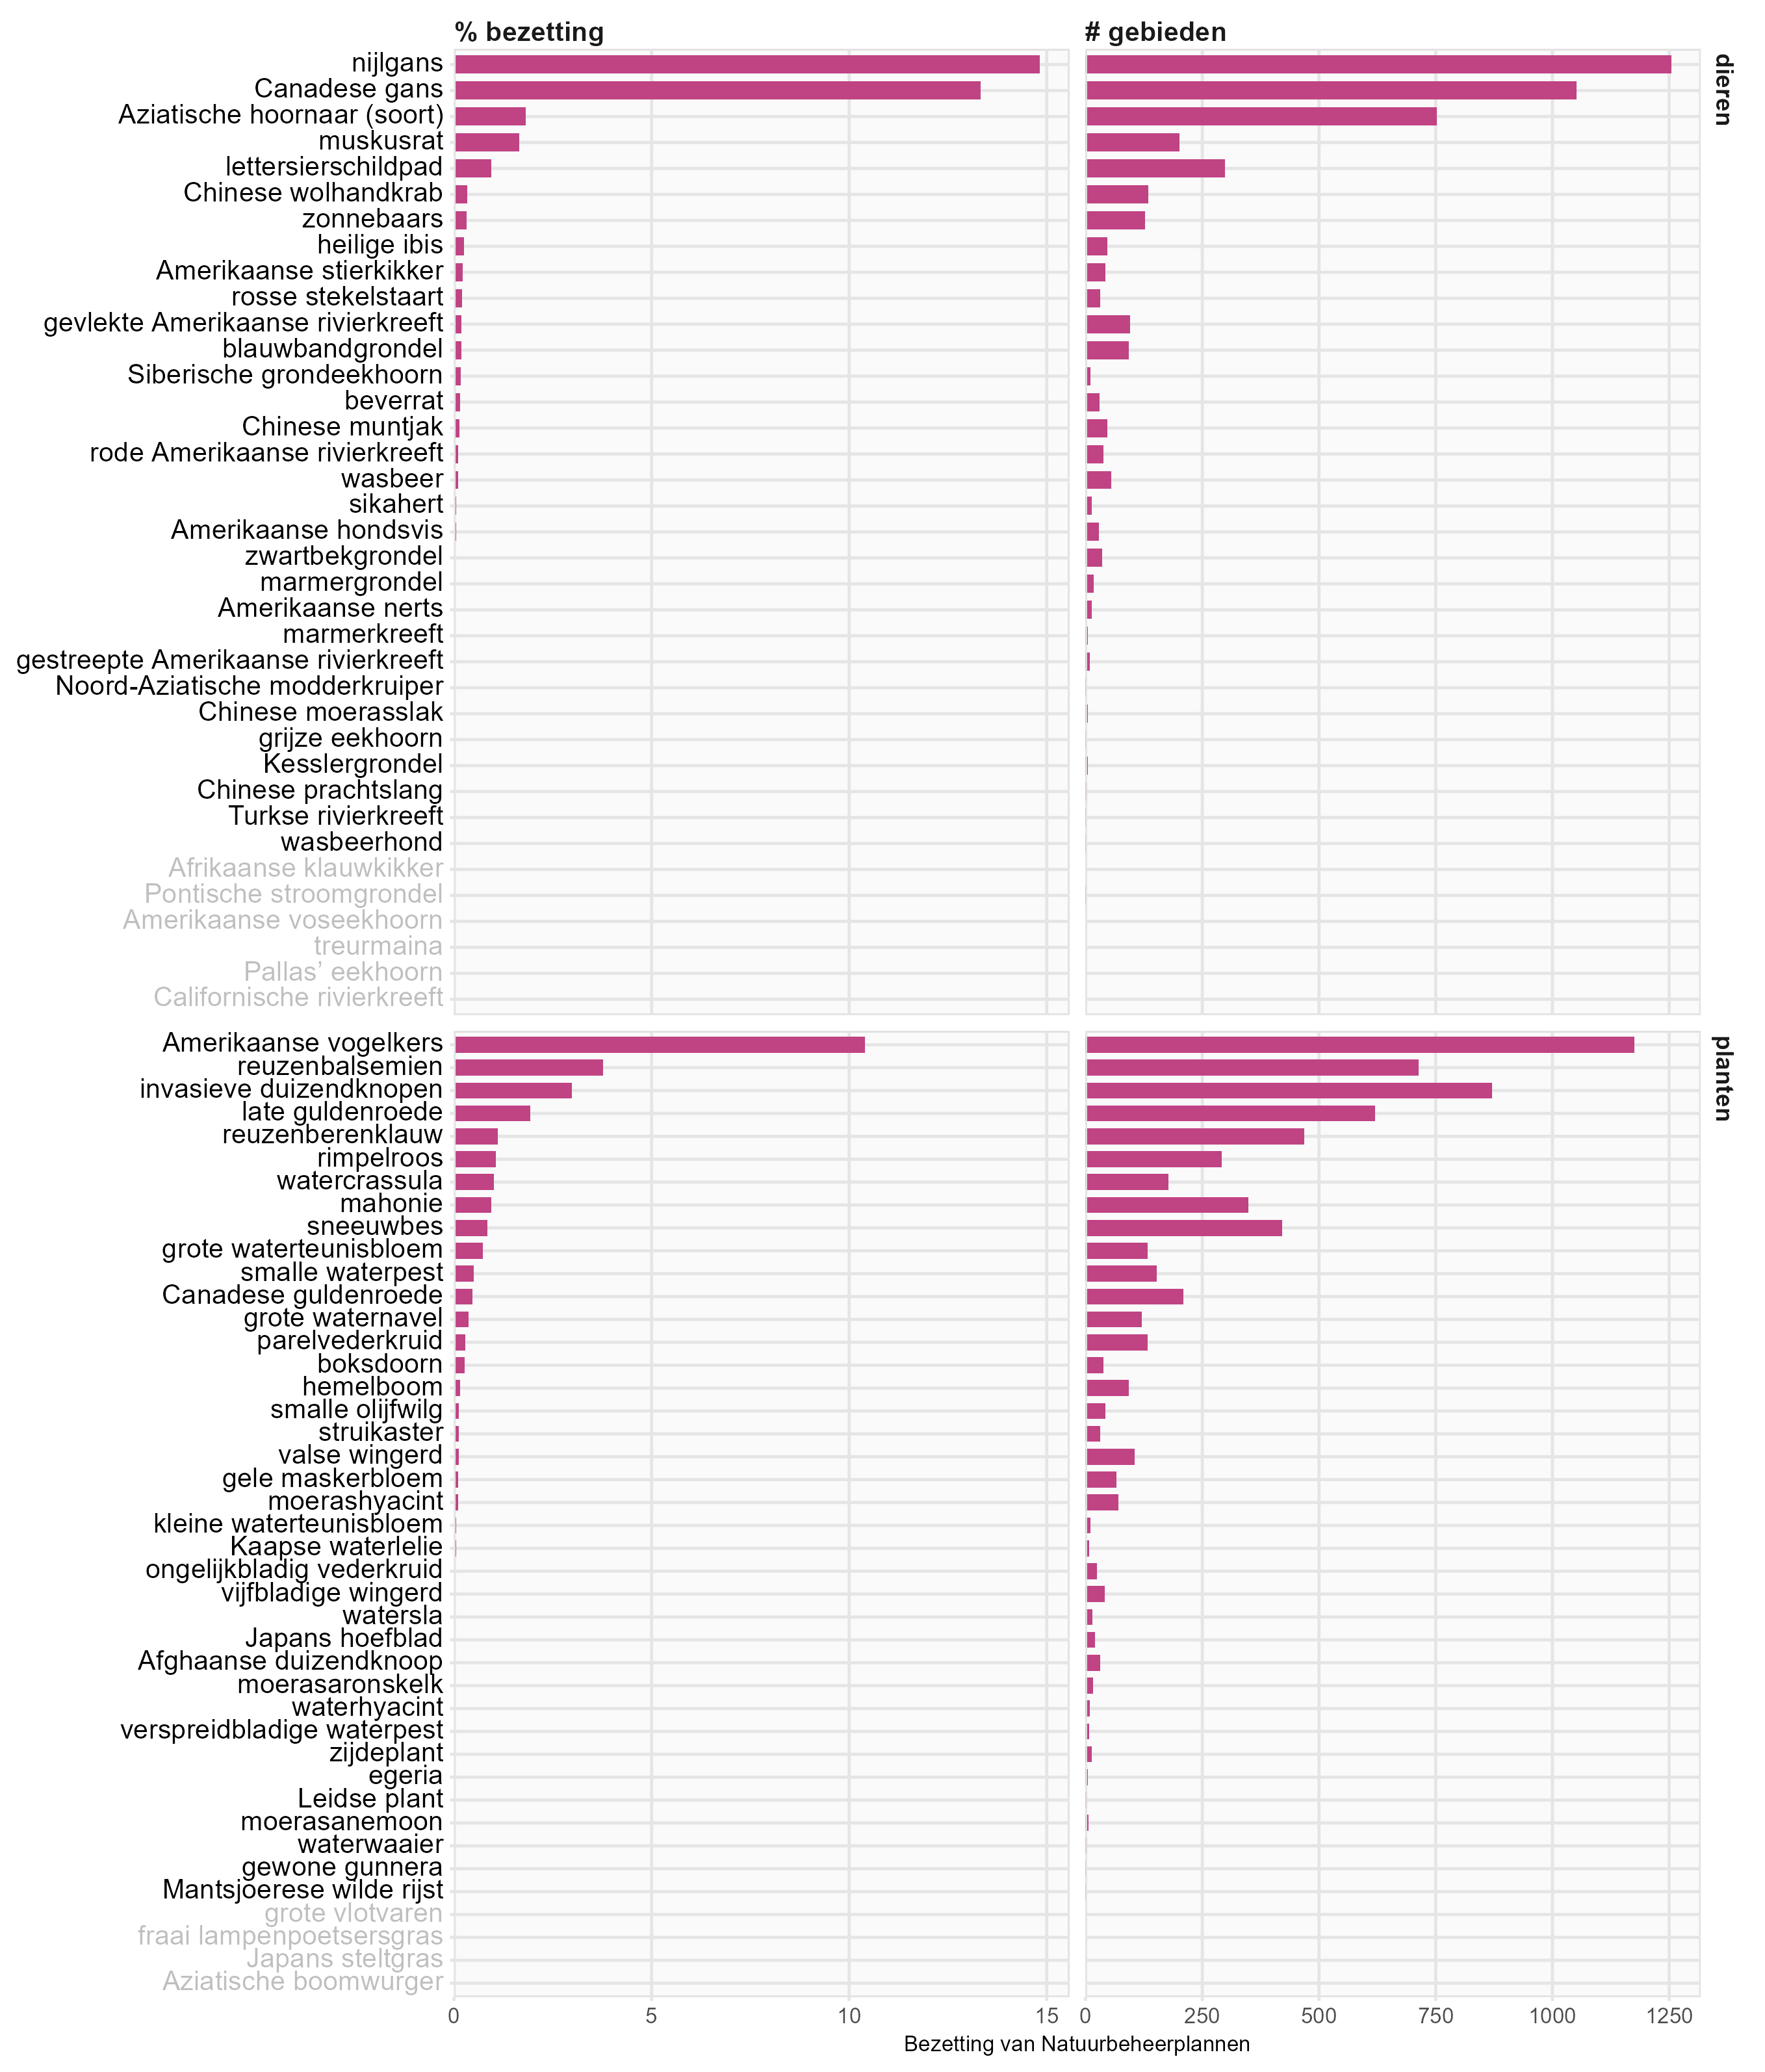 % bezetting
# gebieden
dieren
nijlgans
Canadese gans
Aziatische hoornaar (soort)
muskusrat
lettersierschildpad
Chinese wolhandkrab
zonnebaars
heilige ibis
Amerikaanse stierkikker
rosse stekelstaart
gevlekte Amerikaanse rivierkreeft
blauwbandgrondel
Siberische grondeekhoorn
beverrat
Chinese muntjak
rode Amerikaanse rivierkreeft
wasbeer
sikahert
Amerikaanse hondsvis
zwartbekgrondel
marmergrondel
Amerikaanse nerts
marmerkreeft
gestreepte Amerikaanse rivierkreeft
Noord-Aziatische modderkruiper
Chinese moerasslak
grijze eekhoorn
Kesslergrondel
Chinese prachtslang
Turkse rivierkreeft
wasbeerhond
Afrikaanse klauwkikker
Pontische stroomgrondel
Amerikaanse voseekhoorn
treurmaina
Pallas’ eekhoorn
Californische rivierkreeft
planten
Amerikaanse vogelkers
reuzenbalsemien
invasieve duizendknopen
late guldenroede
reuzenberenklauw
rimpelroos
watercrassula
mahonie
sneeuwbes
grote waterteunisbloem
smalle waterpest
Canadese guldenroede
grote waternavel
parelvederkruid
boksdoorn
hemelboom
smalle olijfwilg
struikaster
valse wingerd
gele maskerbloem
moerashyacint
kleine waterteunisbloem
Kaapse waterlelie
ongelijkbladig vederkruid
vijfbladige wingerd
watersla
Japans hoefblad
Afghaanse duizendknoop
moerasaronskelk
waterhyacint
verspreidbladige waterpest
zijdeplant
egeria
Leidse plant
moerasanemoon
waterwaaier
gewone gunnera
Mantsjoerese wilde rijst
grote vlotvaren
fraai lampenpoetsersgras
Japans steltgras
Aziatische boomwurger
0 5 10 15 0 250 500 750 1000 1250
Bezetting van Natuurbeheerplannen